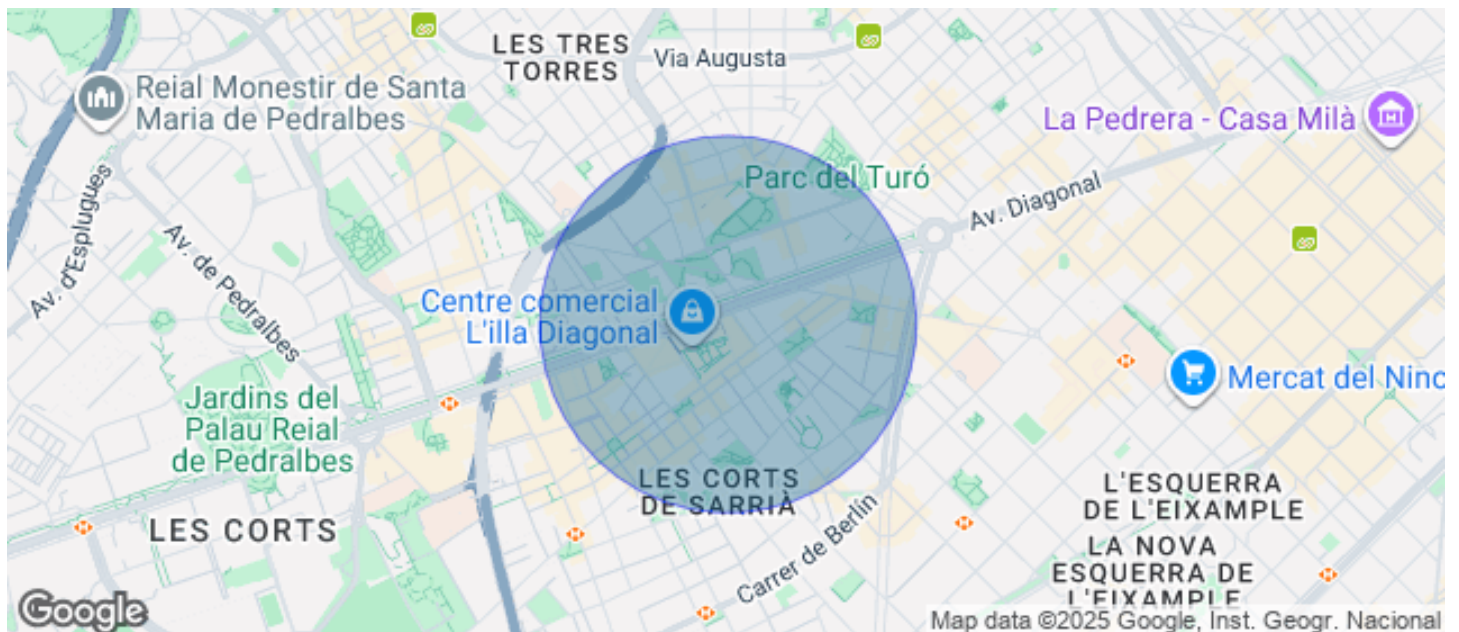 LES TRES
TORRES
Via Augusta
Reial Monestir de Santa
Maria de Pedralbes
La Pedrera - Casa Milà
Parc del Turó
Av. Diagonal
Av. d'Esplugues
Av. de Pedralbes
Centre comercial
L'illa Diagonal
Mercat del Ninc
Jardins del
Palau Reial
de Pedralbes
LES CORTS
DE SARRIÀ
L'ESQUERRA
DE L'EIXAMPLE
LES CORTS
LA NOVA
ESQUERRA DE
L'EIXAMPLE
Carrer de Berlín
Google
Map data ©2025 Google, Inst. Geogr. Nacional